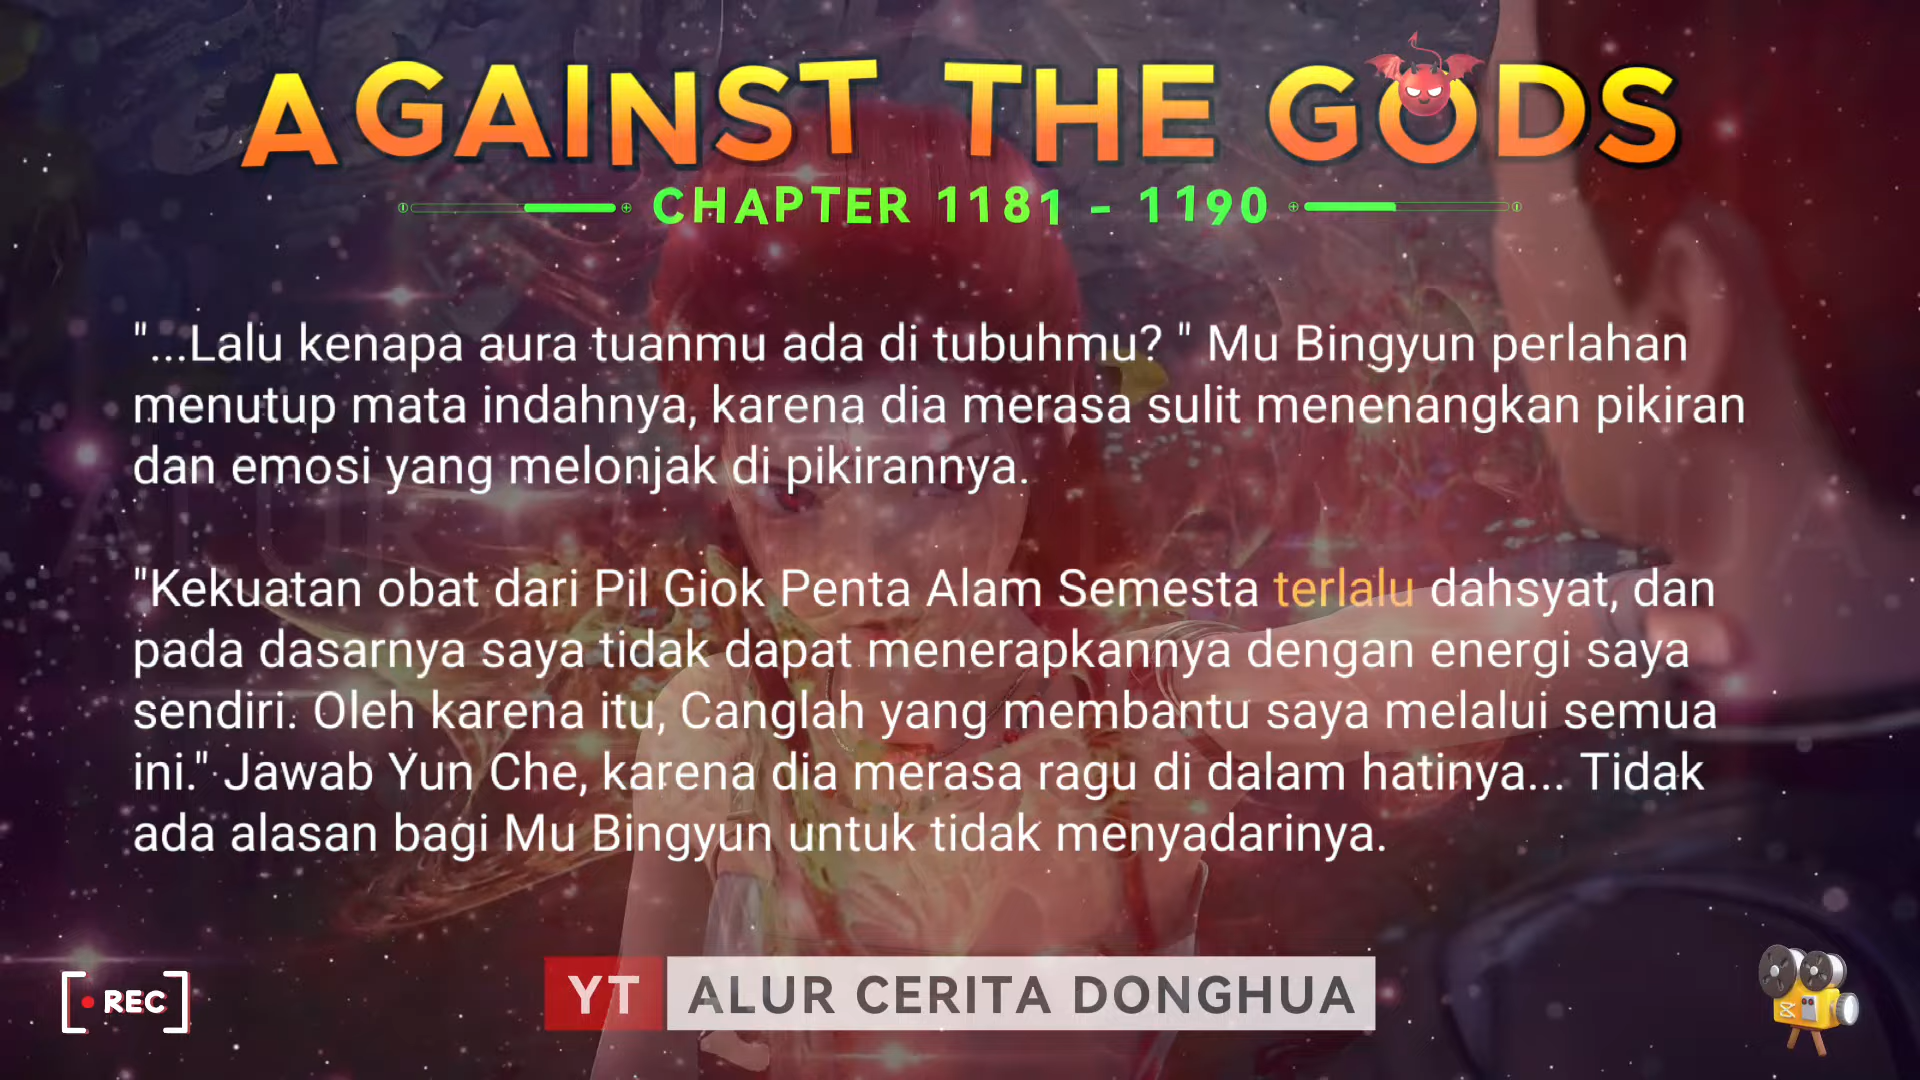 AGAINST THE GODS
CHAPTER 1181 - 1190
"...Lalu kenapa aura tuanmu ada di tubuhmu? " Mu Bingyun perlahan
menutup mata indahnya, karena dia merasa sulit menenangkan pikiran
dan emosi yang melonjak di pikirannya.
"Kekuatan obat dari Pil Giok Penta Alam Semesta terlalu dahsyat, dan
pada dasarnya saya tidak dapat menerapkannya dengan energi saya
sendiri. Oleh karena itu, Canglah yang membantu saya melalui semua
ini." Jawab Yun Che, karena dia merasa ragu di dalam hatinya... Tidak
ada alasan bagi Mu Bingyun untuk tidak menyadarinya.
REC
YT ALUR CERITA DONGHUA